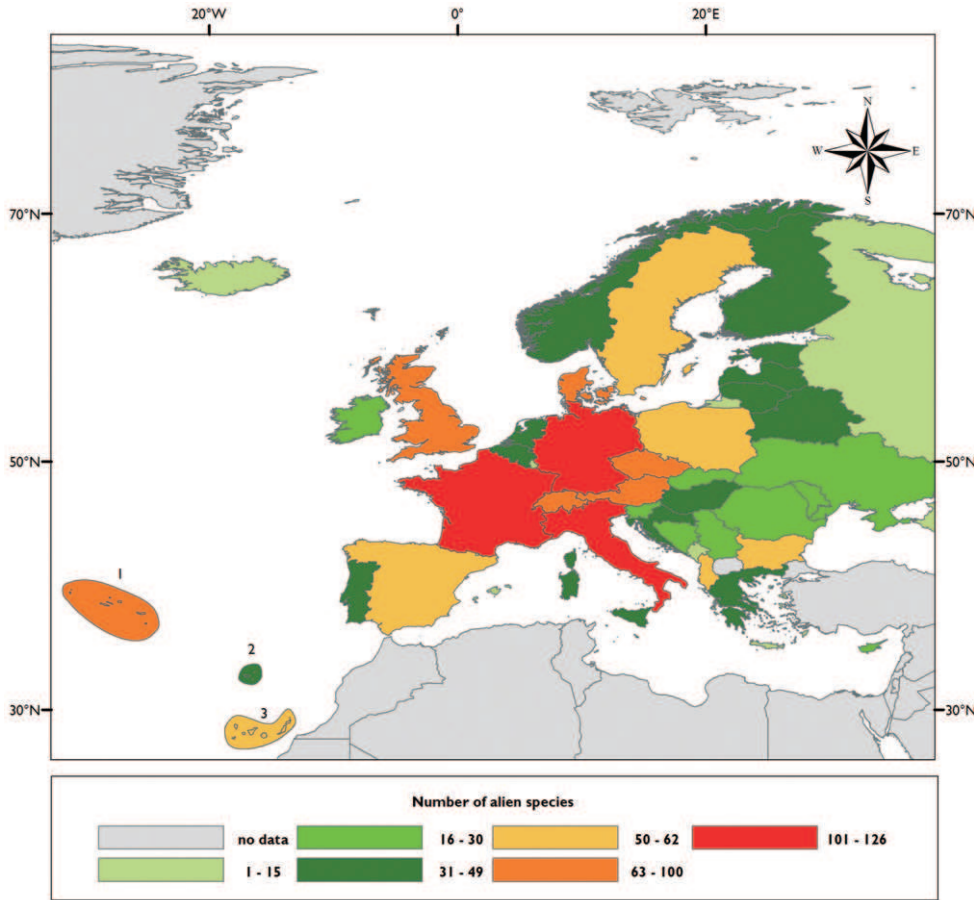 20°W 0° 20°E
N
W E
S
70°N 70°N
50°N 50°N
1
2
30°N 3 30°N
Number of alien species
no data 16 - 30 50 - 62 101 - 126
1 - 15 31 - 49 63 - 100